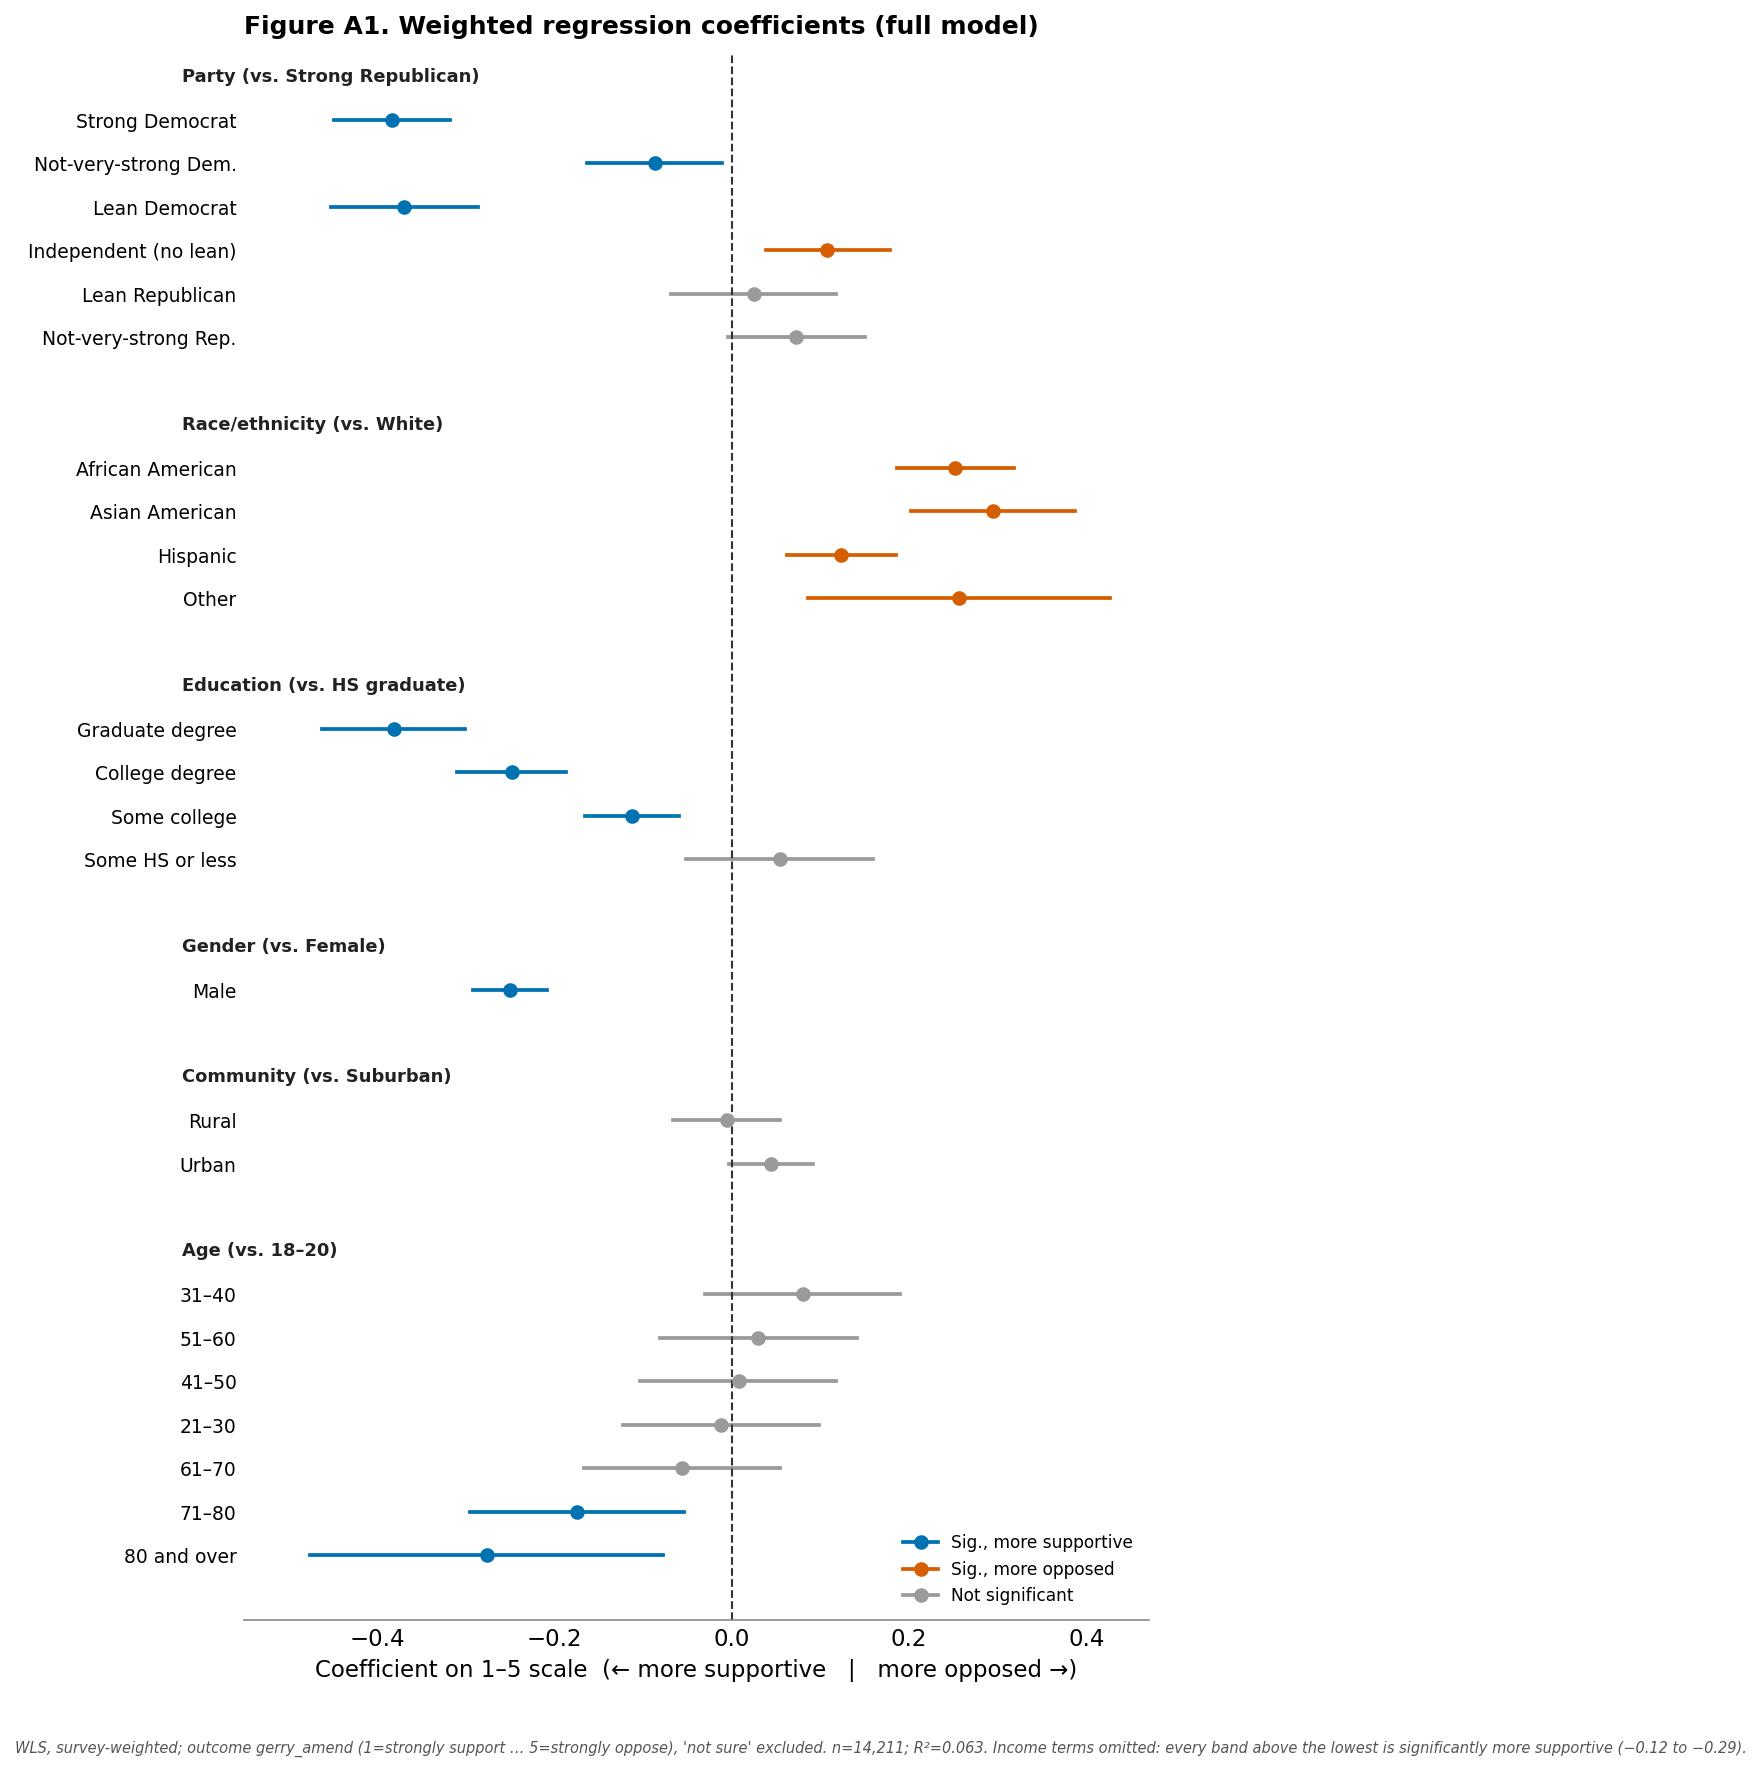 Figure A1. Weighted regression coefficients (full model)
Party (vs. Strong Republican)
Strong Democrat
Not-very-strong Dem.
Lean Democrat
Independent (no lean)
Lean Republican
Not-very-strong Rep.
Race/ethnicity (vs. White)
African American
Asian American
Hispanic
Other
Education (vs. HS graduate)
Graduate degree
College degree
Some college
Some HS or less
Gender (vs. Female)
Male
Community (vs. Suburban)
Rural
Urban
Age (vs. 18–20)
31–40
51–60
41–50
21–30
61–70
71–80
80 and over
Sig., more supportive
Sig., more opposed
Not significant
−0.4 −0.2 0.0 0.2 0.4
Coefficient on 1–5 scale (← more supportive | more opposed →)
WLS, survey-weighted; outcome gerry_amend (1=strongly support … 5=strongly oppose), 'not sure' excluded. n=14,211; R²=0.063. Income terms omitted: every band above the lowest is significantly more supportive (−0.12 to −0.29).